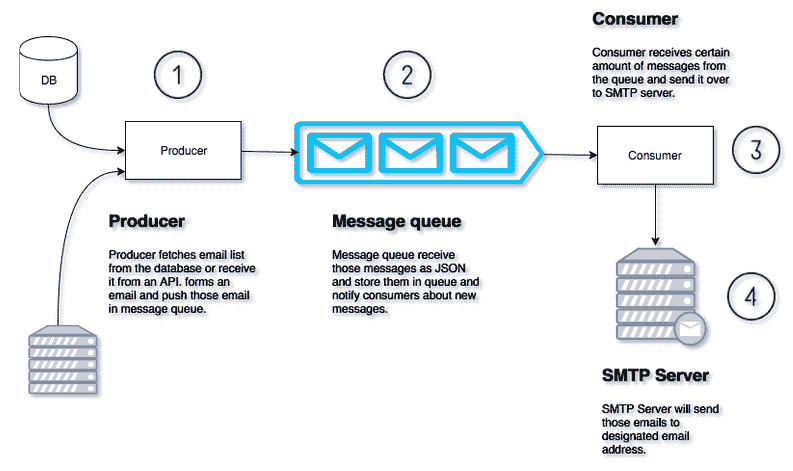 DB
1
Producer
Producer
Producer fetches email list
from the database or receive
it from an API. forms an
email and push those email
in message queue.
2
Message queue
Message queue receive
those messages as JSON
and store them in queue and
notify consumers about new
messages.
Consumer
Consumer receives certain
amount of messages from
the queue and send it over
to SMTP server.
Consumer
3
4
SMTP Server
SMTP Server will send
those emails to
designated email
address.